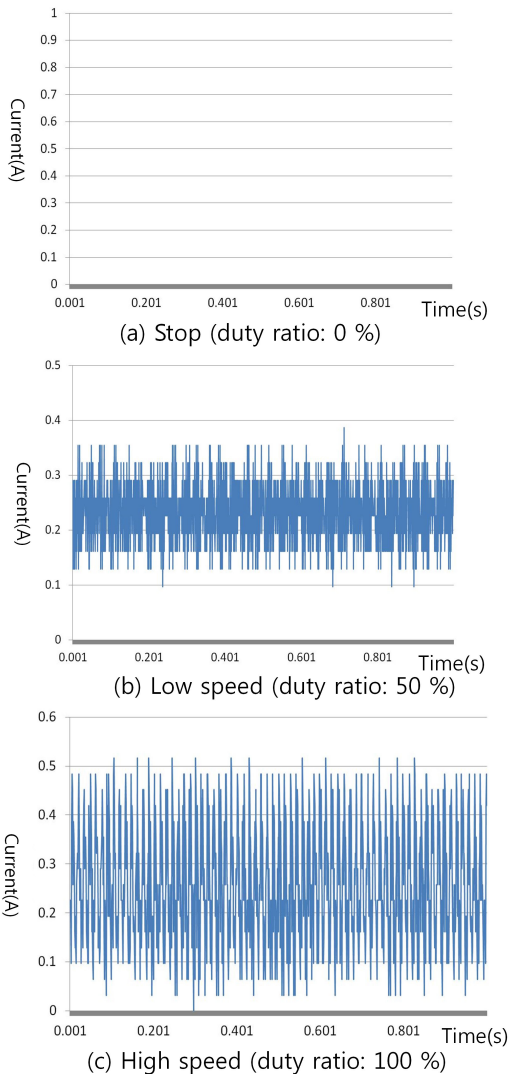 1
0.9
0.8
0.7
0.6
0.5
0.4
0.3
0.2
0.1
0
Current(A)
0.001 0.201 0.401 0.601 0.801 Time(s)
(a) Stop (duty ratio: 0 %)
0.5
0.4
0.3
0.2
0.1
0
Current(A)
0.001 0.201 0.401 0.601 0.801 Time(s)
(b) Low speed (duty ratio: 50 %)
0.6
0.5
0.4
0.3
0.2
0.1
0
Current(A)
0.001 0.201 0.401 0.601 0.801 Time(s)
(c) High speed (duty ratio: 100 %)